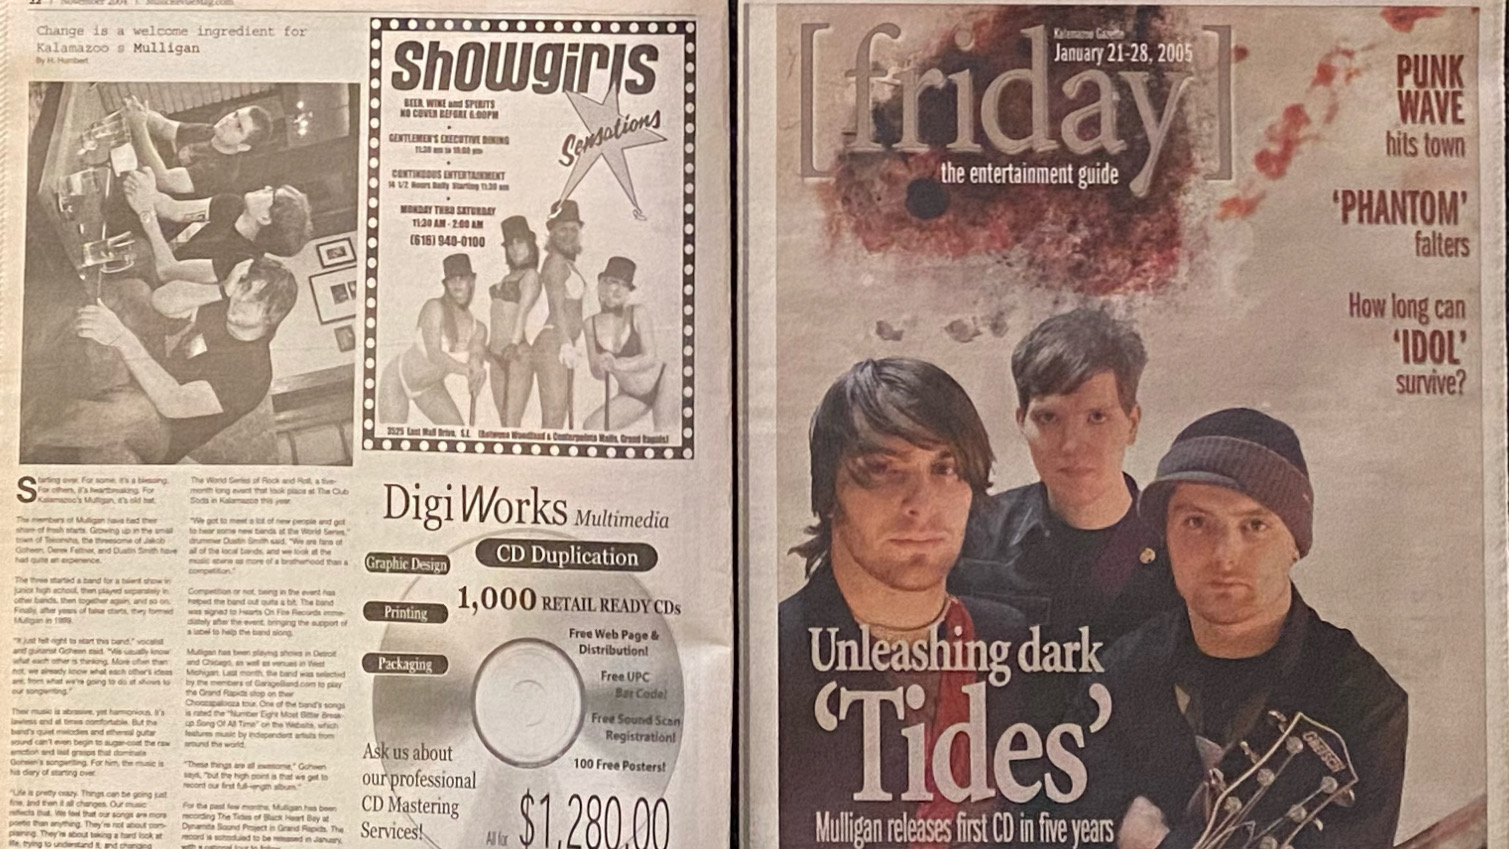 22 | November 2004 | MusicRevueMag.com
Change is a welcome ingredient for
Kalamazoo s Mulligan
By H. Humbert
Starting over. For some, it's a blessing.
For others, it's heartbreaking. For
Kalamazoo's Mulligan, it's old hat.
The members of Mulligan have had their
share of fresh starts. Growing up in the small
town of Tekonsha, the threesome of Jakob
Goheen, Derek Fetner, and Dustin Smith have
had quite an experience.
The three started a band for a talent show in
junior high school, then played separately in
other bands, then together again, and so on.
Finally, after years of false starts, they formed
Mulligan in 1999.
"It just felt right to start this band," vocalist
and guitarist Goheen said. "We usually know
what each other is thinking. More often than
not, we already know what each other's ideas
are, from what we're going to do at shows to
our songwriting."
Their music is abrasive, yet harmonious. It's
lawless and at times comfortable. But the
band's quiet melodies and ethereal guitar
sound can't even begin to sugar-coat the raw
emotion and last gasps that dominate
Goheen's songwriting. For him, the music is
his diary of starting over.
"Life is pretty crazy. Things can be going just
fine, and then it all changes. Our music
reflects that. We feel that our songs are more
poetic than anything. They're not about com-
plaining. They're about taking a hard look at
life, trying to understand it, and changing
The World Series of Rock and Roll, a five-
month long event that took place at The Club
Soda in Kalamazoo this year.
"We got to meet a lot of new people and got
to hear some new bands at the World Series,"
drummer Dustin Smith said. "We are fans of
all of the local bands, and we look at the
music scene as more of a brotherhood than a
competition."
Competition or not, being in the event has
helped the band out quite a bit. The band
was signed to Hearts On Fire Records imme-
diately after the event, bringing the support of
a label to help the band along.
Mulligan has been playing shows in Detroit
and Chicago, as well as venues in West
Michigan. Last month, the band was selected
by the members of GarageBand.com to play
the Grand Rapids stop on their
Choozapalooza tour. One of the band's songs
is rated the "Number Eight Most Bitter Break-
up Song Of All Time" on the Website, which
features music by independent artists from
around the world.
"These things are all awesome," Goheen
says, "but the high point is that we get to
record our first full-length album."
For the past few months, Mulligan has been
recording The Tides of Black Heart Bay at
Dynamite Sound Project in Grand Rapids. The
record is scheduled to be released in January,
with a national tour to follow.
Showgirls
Sensations
BEER, WINE and SPIRITS
NO COVER BEFORE 6:00PM
GENTLEMEN'S EXECUTIVE DINING
11:30 am to 10:00 pm
CONTINUOUS ENTERTAINMENT
14 1/2 Hours Daily Starting 11:30 am
MONDAY THRU SATURDAY
11:30 AM - 2:00 AM
(616) 940-0100
3525 East Mall Drive, S.E. (Between Woodland & Centerpointe Malls, Grand Rapids)
DigiWorks Multimedia
CD Duplication
Graphic Design
1,000 RETAIL READY CDs
Printing
Free Web Page &
Distribution!
Packaging
Free UPC
Bar Code!
Free Sound Scan
Registration!
100 Free Posters!
Ask us about
our professional
CD Mastering
Services!
All for $1,280.00
Kalamazoo Gazette
January 21-28, 2005
[friday]
the entertainment guide
PUNK
WAVE
hits town
'PHANTOM'
falters
How long can
'IDOL'
survive?
Unleashing dark
'Tides'
Mulligan releases first CD in five years
GRETSCH